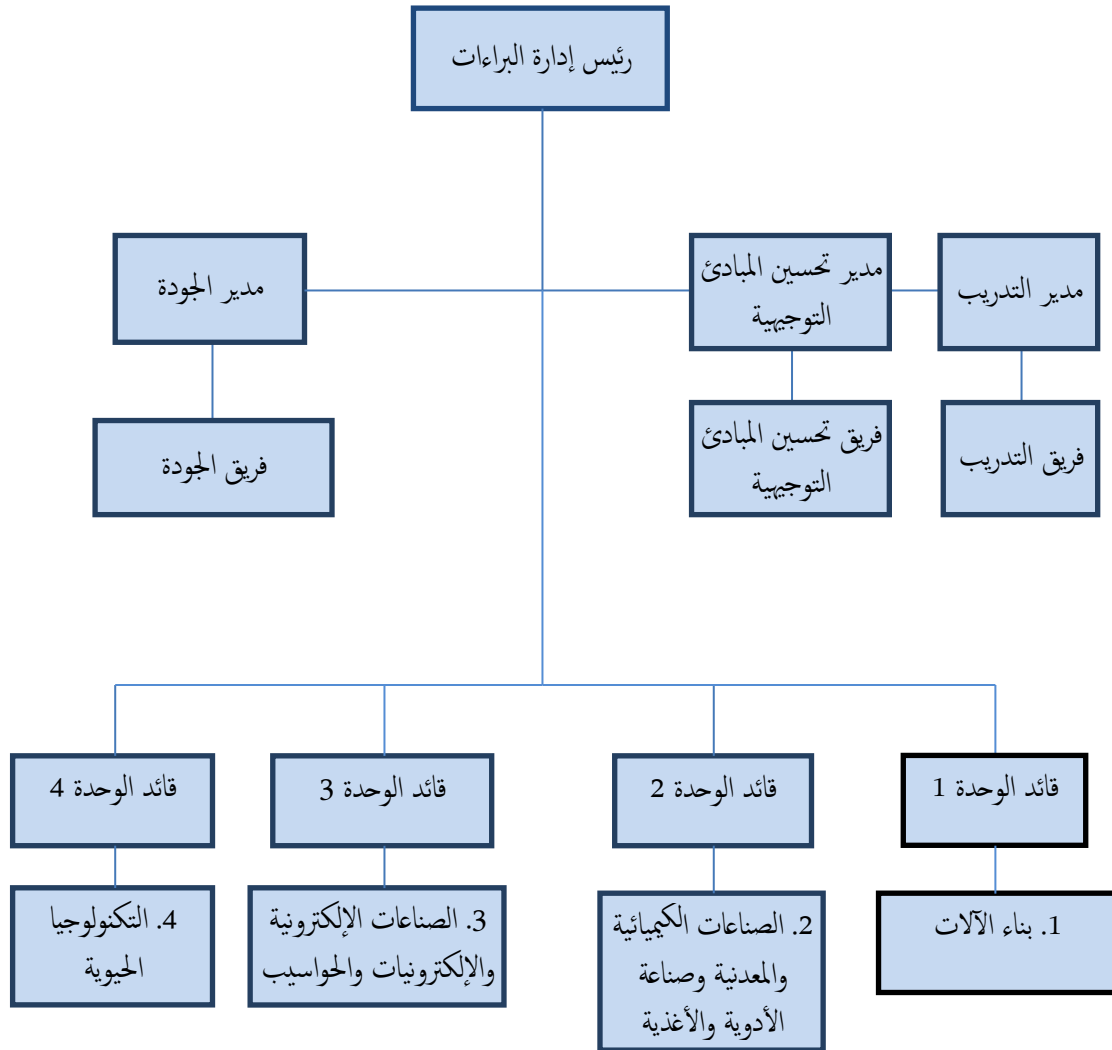 رئيس إدارة البراءات
مدير التدريب
مدير تحسين المبادئ
التوجيهية
مدير الجودة
فريق التدريب
فريق تحسين المبادئ
التوجيهية
فريق الجودة
قائد الوحدة 1
قائد الوحدة 2
قائد الوحدة 3
قائد الوحدة 4
1. بناء الآلات
2. الصناعات الكيميائية
والمعدنية وصناعة
الأدوية والأغذية
3. الصناعات الإلكترونية
والإلكترونيات والحواسيب
4. التكنولوجيا
الحيوية